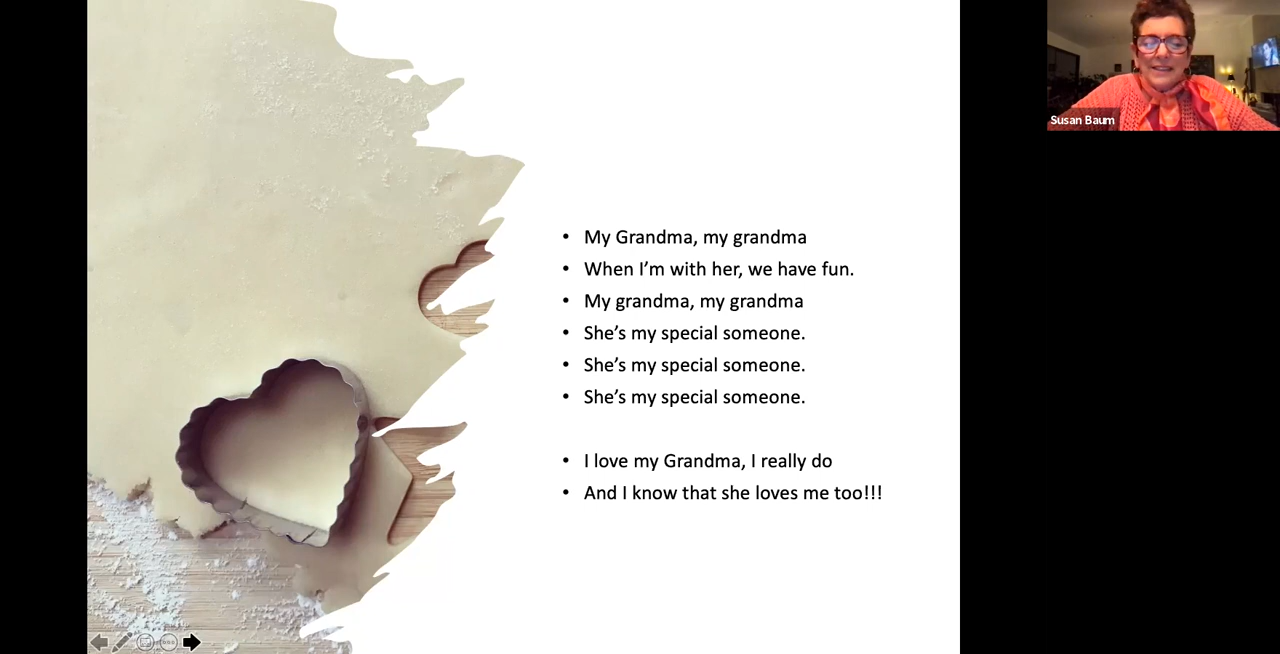 My Grandma, my grandma
When I’m with her, we have fun.
My grandma, my grandma
She’s my special someone.
She’s my special someone.
She’s my special someone.
I love my Grandma, I really do
And I know that she loves me too!!!
Susan Baum